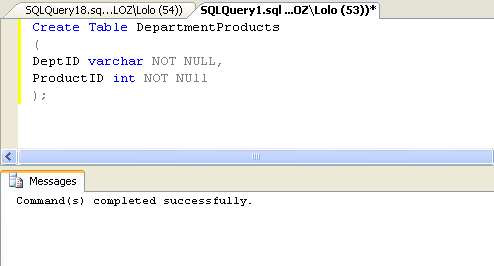 SQLQuery18.sq...LOZ\Lolo (54))
SQLQuery1.sql ...OZ\Lolo (53))*
Create Table DepartmentProducts
(
DeptID varchar NOT NULL,
ProductID int NOT NUll
);
Messages
Command(s) completed successfully.